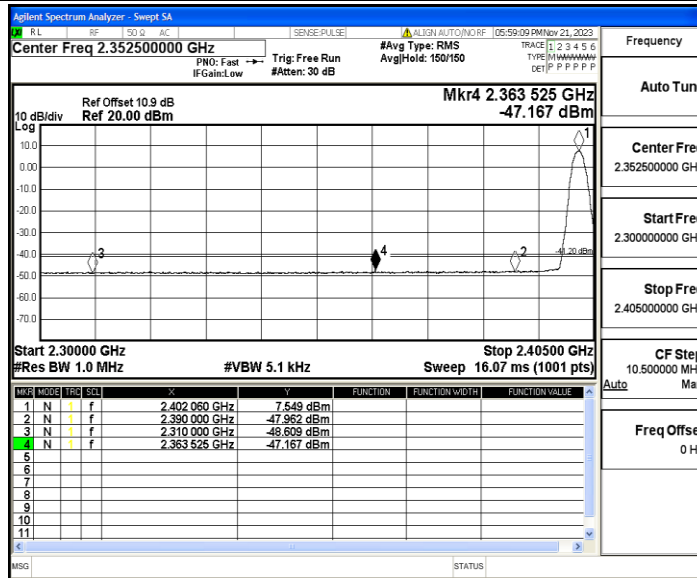 Agilent Spectrum Analyzer - Swept SA
RL RF 50 Ω AC SENSE:PULSE ALIGN AUTO/NO RF 05:59:09 PM Nov 21, 2023
Center Freq 2.352500000 GHz
PNO: Fast
IFGain:Low
Trig: Free Run
#Atten: 30 dB
#Avg Type: RMS
Avg|Hold: 150/150
TRACE 1 2 3 4 5 6
TYPE M WWWWW
DET P P P P P P
Ref Offset 10.9 dB
10 dB/div Ref 20.00 dBm
Log
Mkr4 2.363 525 GHz
-47.167 dBm
10.0
0.00
-10.0
-20.0
-30.0
-40.0
-50.0
-60.0
-70.0
1
3
4
2
-41.20 dBm
Start 2.30000 GHz Stop 2.40500 GHz
#Res BW 1.0 MHz #VBW 5.1 kHz Sweep 16.07 ms (1001 pts)
MKR MODE TRC SCL X Y FUNCTION FUNCTION WIDTH FUNCTION VALUE
1 N 1 f 2.402 060 GHz 7.549 dBm
2 N 1 f 2.390 000 GHz -47.962 dBm
3 N 1 f 2.310 000 GHz -48.609 dBm
4 N 1 f 2.363 525 GHz -47.167 dBm
5
6
7
8
9
10
11
MSG STATUS
Frequency
Auto Tun
Center Fre
2.352500000 GH
Start Fre
2.300000000 GH
Stop Fre
2.405000000 GH
CF Step
10.500000 MH
Auto Ma
Freq Offse
0 H